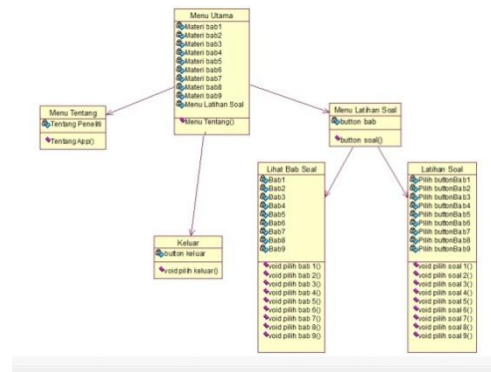 Menu Utama
Materi bab1
Materi bab2
Materi bab3
Materi bab4
Materi bab5
Materi bab6
Materi bab7
Materi bab8
Materi bab9
Menu Latihan Soal
Menu Tentang()
Menu Tentang
Tentang Peneliti
Tentang App()
Menu Latihan Soal
button bab
button soal()
Keluar
button keluar
void pilih keluar()
Lihat Bab Soal
Bab1
Bab2
Bab3
Bab4
Bab5
Bab6
Bab7
Bab8
Bab9
void pilih bab 1()
void pilih bab 2()
void pilih bab 3()
void pilih bab 4()
void pilih bab 5()
void pilih bab 6()
void pilih bab 7()
void pilih bab 8()
void pilih bab 9()
Latihan Soal
Pilih buttonBab1
Pilih buttonBab2
Pilih buttonBab3
Pilih buttonBab4
Pilih buttonBab5
Pilih buttonBab6
Pilih buttonBab7
Pilih buttonBab8
Pilih buttonBab9
void pilih soal 1()
void pilih soal 2()
void pilih soal 3()
void pilih soal 4()
void pilih soal 5()
void pilih soal 6()
void pilih soal 7()
void pilih soal 8()
void pilih soal 9()